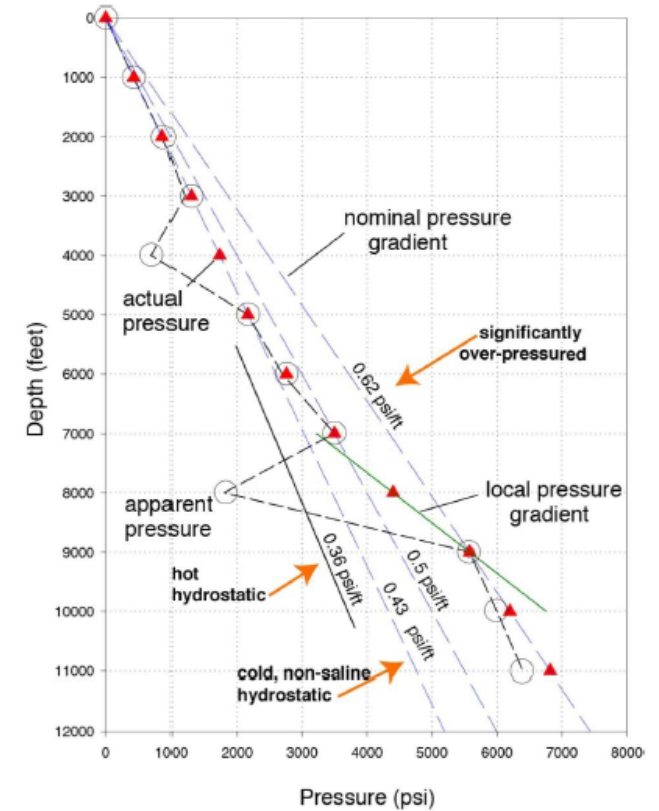 0
1000
2000
3000
4000
5000
6000
7000
8000
9000
10000
11000
12000
Depth (feet)
nominal pressure
gradient
actual
pressure
significantly
over-pressured
0.62 psi/ft
apparent
pressure
local pressure
gradient
hot
hydrostatic
0.36 psi/ft
0.5 psi/ft
0.43 psi/ft
cold, non-saline
hydrostatic
0
1000
2000
3000
4000
5000
6000
7000
8000
Pressure (psi)